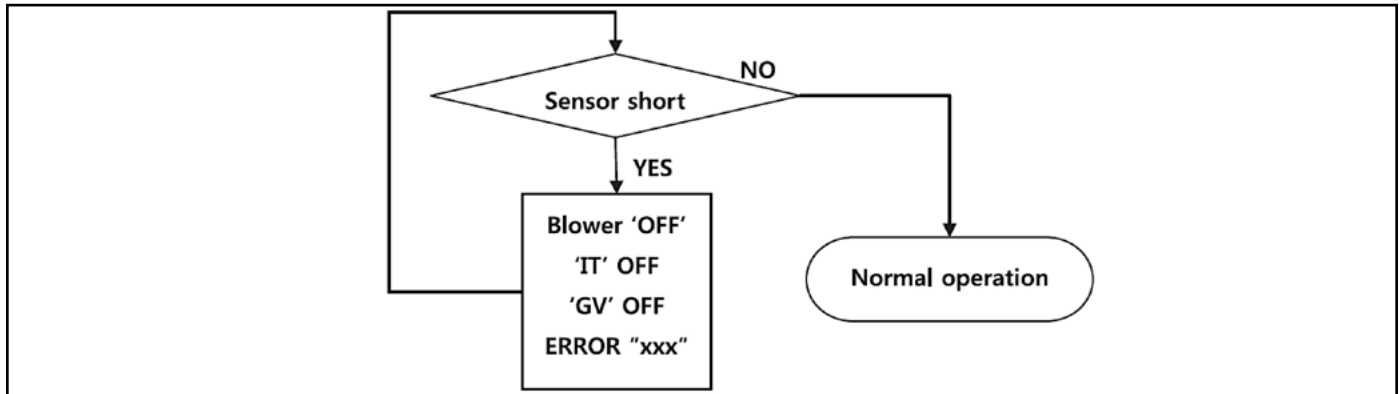 NO
Sensor short
YES
Blower ‘OFF’
‘IT’ OFF
‘GV’ OFF
ERROR ”xxx”
Normal operation